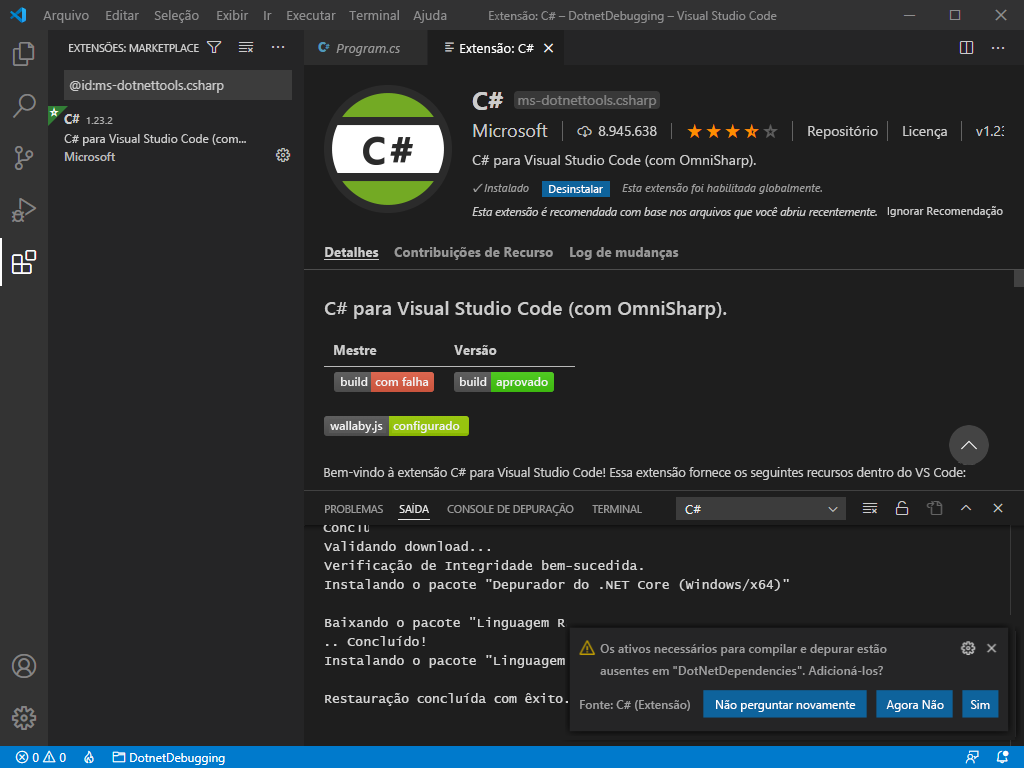 Arquivo Editar Seleção Exibir Ir Executar Terminal Ajuda Extensão: C# – DotnetDebugging – Visual Studio Code
EXTENSÕES: MARKETPLACE
@id:ms-dotnettools.csharp
C# 1.23.2
C# para Visual Studio Code (com...
Microsoft
C# Program.cs
Extensão: C#
C#
C# ms-dotnettools.csharp
Microsoft 8.945.638 Repositório Licença v1.23
C# para Visual Studio Code (com OmniSharp).
✓Instalado Desinstalar Esta extensão foi habilitada globalmente.
Esta extensão é recomendada com base nos arquivos que você abriu recentemente. Ignorar Recomendação
Detalhes Contribuições de Recurso Log de mudanças
C# para Visual Studio Code (com OmniSharp).
Mestre Versão
build com falha build aprovado
wallaby.js configurado
Bem-vindo à extensão C# para Visual Studio Code! Essa extensão fornece os seguintes recursos dentro do VS Code:
PROBLEMAS SAÍDA CONSOLE DE DEPURAÇÃO TERMINAL C#
Conclu
Validando download...
Verificação de Integridade bem-sucedida.
Instalando o pacote "Depurador do .NET Core (Windows/x64)"
Baixando o pacote "Linguagem R
.. Concluído!
Instalando o pacote "Linguagem
Restauração concluída com êxito.
Os ativos necessários para compilar e depurar estão
ausentes em "DotNetDependencies". Adicioná-los?
Fonte: C# (Extensão) Não perguntar novamente Agora Não Sim
0 0 DotnetDebugging